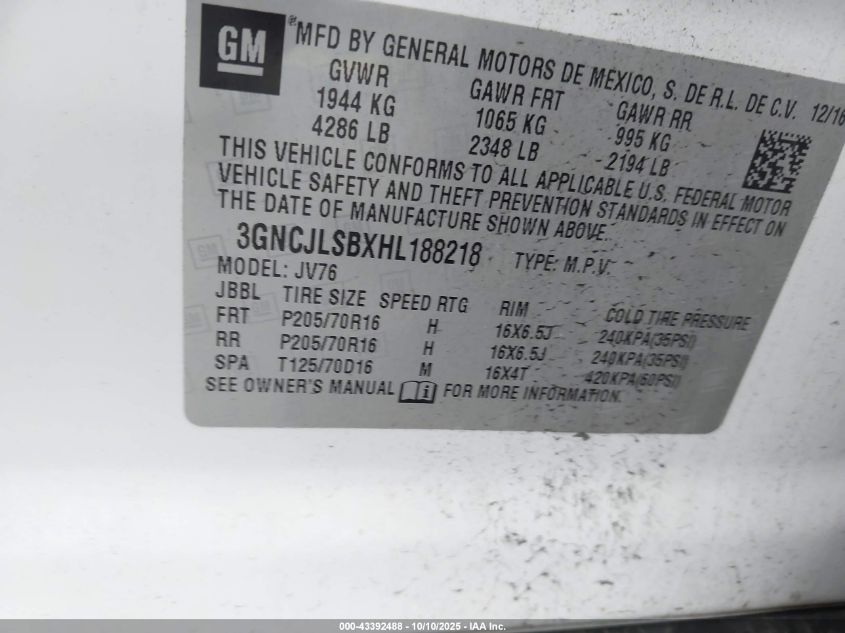 GM
® MFD BY GENERAL MOTORS DE MEXICO, S. DE R.L. DE C.V. 12/16
GVWR GAWR FRT GAWR RR
1944 KG 1065 KG 995 KG
4286 LB 2348 LB 2194 LB
THIS VEHICLE CONFORMS TO ALL APPLICABLE U.S. FEDERAL MOTOR
VEHICLE SAFETY AND THEFT PREVENTION STANDARDS IN EFFECT ON
THE DATE OF MANUFACTURE SHOWN ABOVE.
3GNCJLSBXHL188218 TYPE: M.P.V.
MODEL: JV76
JBBL TIRE SIZE SPEED RTG RIM COLD TIRE PRESSURE
FRT P205/70R16 H 16X6.5J 240KPA(35PSI)
RR P205/70R16 H 16X6.5J 240KPA(35PSI)
SPA T125/70D16 M 16X4T 420KPA(60PSI)
SEE OWNER'S MANUAL i FOR MORE INFORMATION.
000-43392488 - 10/10/2025 - IAA Inc.